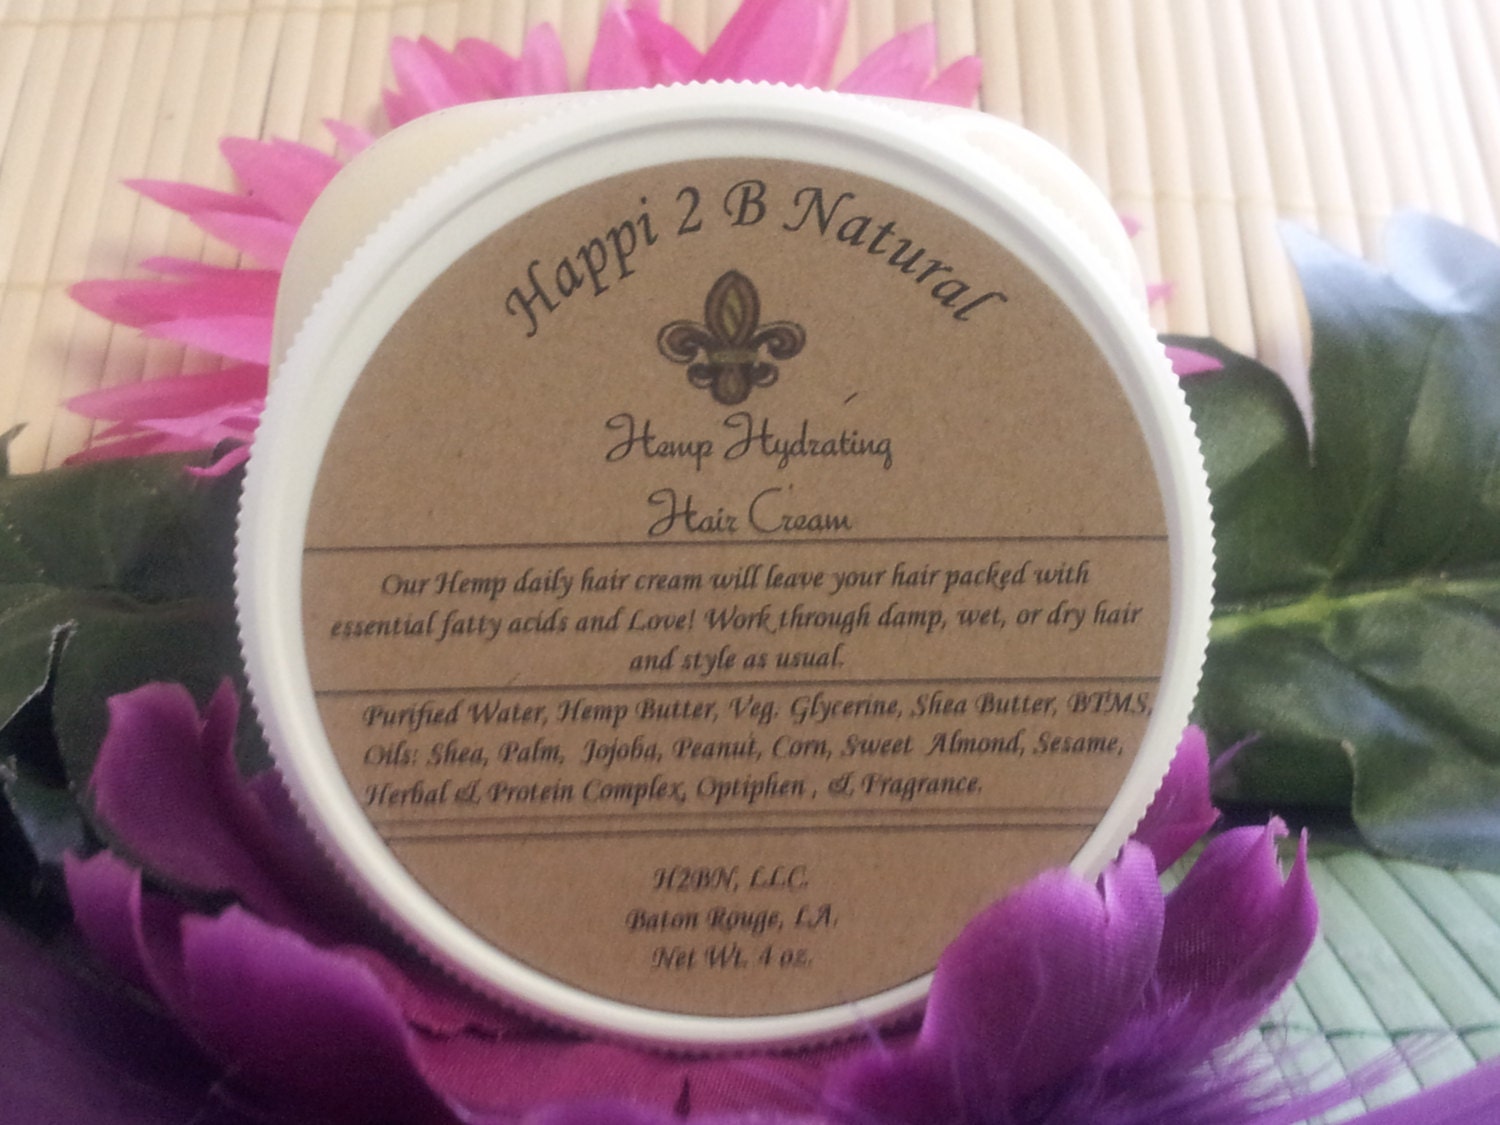 Happi 2 B Natural
Hemp Hydrating
Hair Cream
Our Hemp daily hair cream will leave your hair packed with
essential fatty acids and Love! Work through damp, wet, or dry hair
and style as usual.
Purified Water, Hemp Butter, Veg. Glycerine, Shea Butter, BTMS,
Oils: Shea, Palm, Jojoba, Peanut, Corn, Sweet Almond, Sesame,
Herbal & Protein Complex, Optiphen , & Fragrance.
H2BN, LLC.
Baton Rouge, LA.
Net Wt. 4 oz.